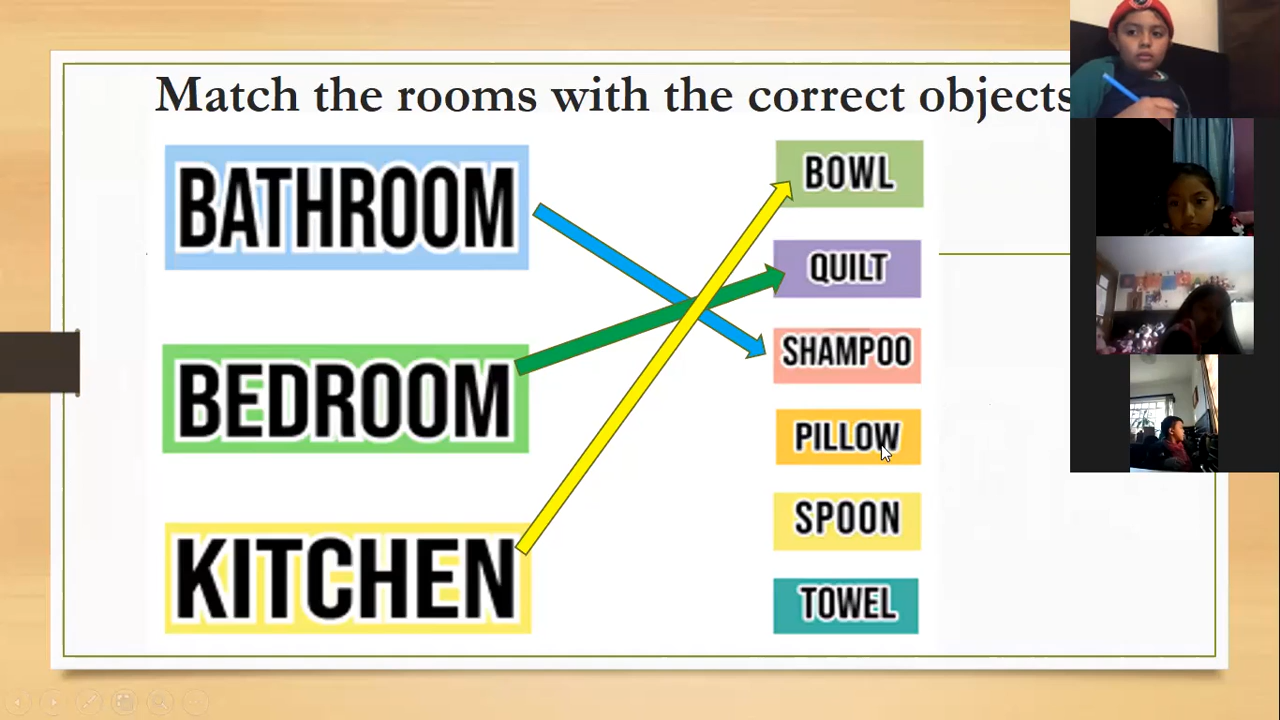 Match the rooms with the correct objects
BATHROOM
BEDROOM
KITCHEN
BOWL
QUILT
SHAMPOO
PILLOW
SPOON
TOWEL